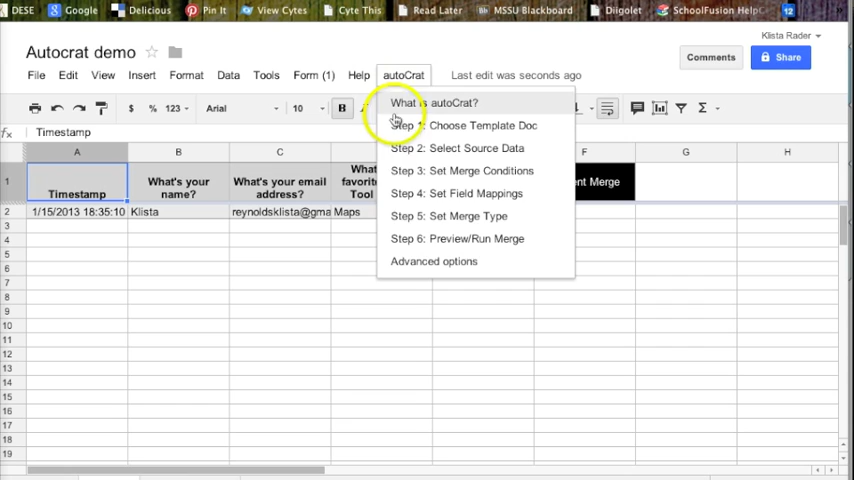 DESE Google Delicious Pin It View Cytes Cyte This Read Later Bb MSSU Blackboard Diigolet SchoolFusion HelpC 12
Klista Rader
Autocrat demo
Comments Share
File Edit View Insert Format Data Tools Form (1) Help autoCrat Last edit was seconds ago
$ % 123 Arial 10 B Σ
What is autoCrat?
Step 1: Choose Template Doc
Step 2: Select Source Data
Step 3: Set Merge Conditions
Step 4: Set Field Mappings
Step 5: Set Merge Type
Step 6: Preview/Run Merge
Advanced options
fx Timestamp
A B C F G H
1 Timestamp What's your name? What's your email address? What favorit Tool nt Merge
2 1/15/2013 18:35:10 Klista reynoldsklista@gma Maps
3
4
5
6
7
8
9
10
11
12
13
14
15
16
17
18
19